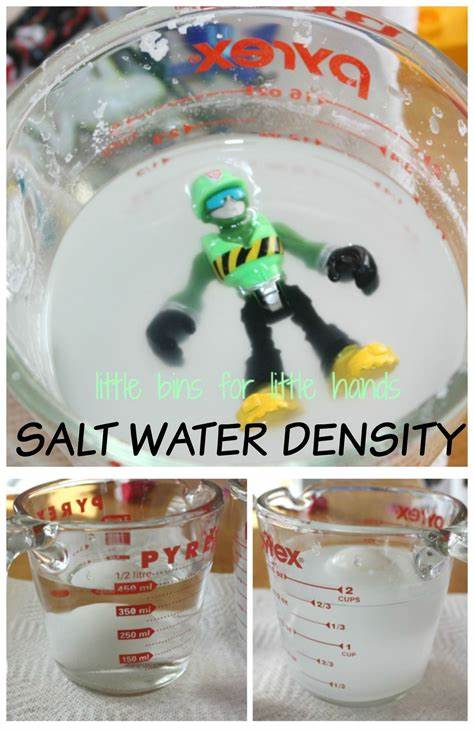 pyrex
little bins for little hands
SALT WATER DENSITY
PYREX
PYREX
1/2 litre
450 ml
350 ml
250 ml
150 ml
pyrex
2
CUPS
2/3
1/3
1
CUP
2/3
1/3